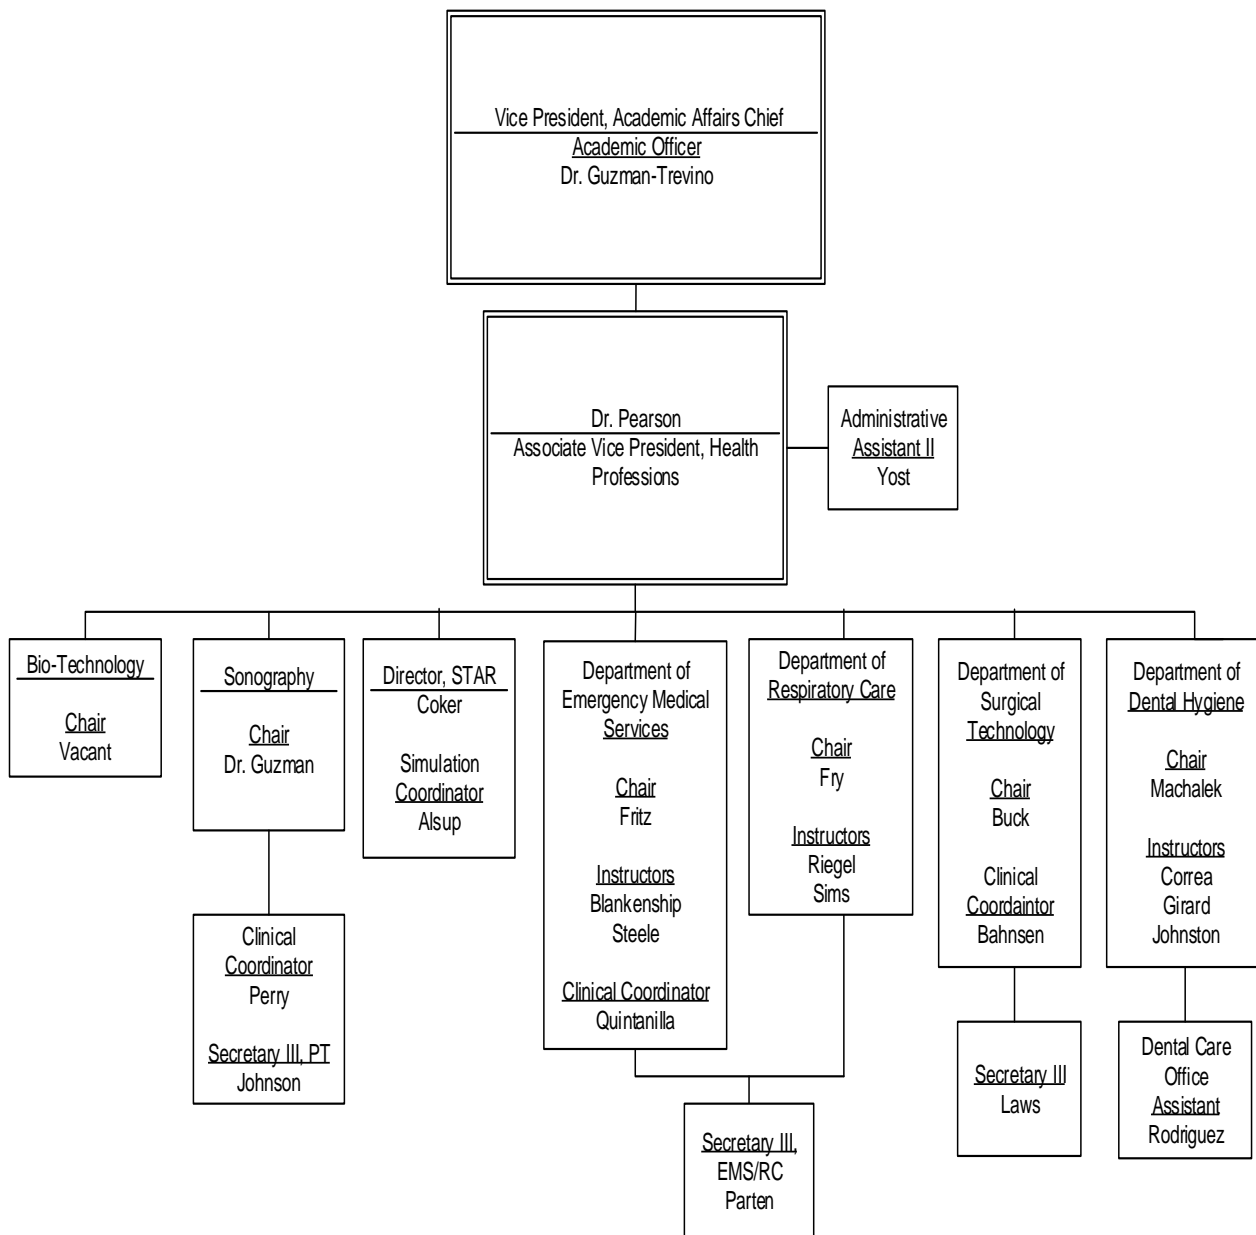 Vice President, Academic Affairs Chief
Academic Officer
Dr. Guzman-Trevino
Dr. Pearson
Associate Vice President, Health
Professions
Administrative
Assistant II
Yost
Bio-Technology
Chair
Vacant
Sonography
Chair
Dr. Guzman
Clinical
Coordinator
Perry
Secretary III, PT
Johnson
Director, STAR
Coker
Simulation
Coordinator
Alsup
Department of
Emergency Medical
Services
Chair
Fritz
Instructors
Blankenship
Steele
Clinical Coordinator
Quintanilla
Department of
Respiratory Care
Chair
Fry
Instructors
Riegel
Sims
Secretary III,
EMS/RC
Parten
Department of
Surgical
Technology
Chair
Buck
Clinical
Coordaintor
Bahnsen
Secretary III
Laws
Department of
Dental Hygiene
Chair
Machalek
Instructors
Correa
Girard
Johnston
Dental Care
Office
Assistant
Rodriguez